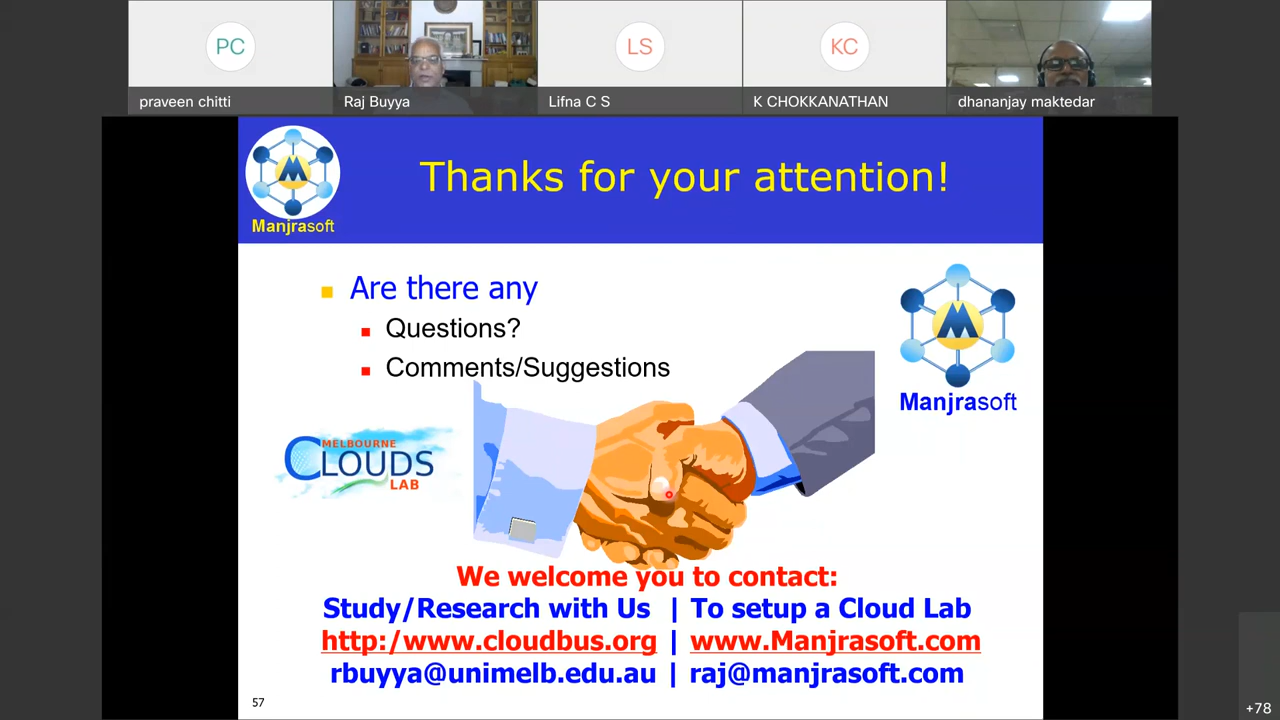 PC
LS
KC
praveen chitti
Raj Buyya
Lifna C S
K CHOKKANATHAN
dhananjay maktedar
Thanks for your attention!
Manjrasoft
Are there any
Questions?
Comments/Suggestions
Manjrasoft
MELBOURNE
CLOUDS
LAB
We welcome you to contact:
Study/Research with Us | To setup a Cloud Lab
http:/www.cloudbus.org | www.Manjrasoft.com
rbuyya@unimelb.edu.au | raj@manjrasoft.com
57
+78